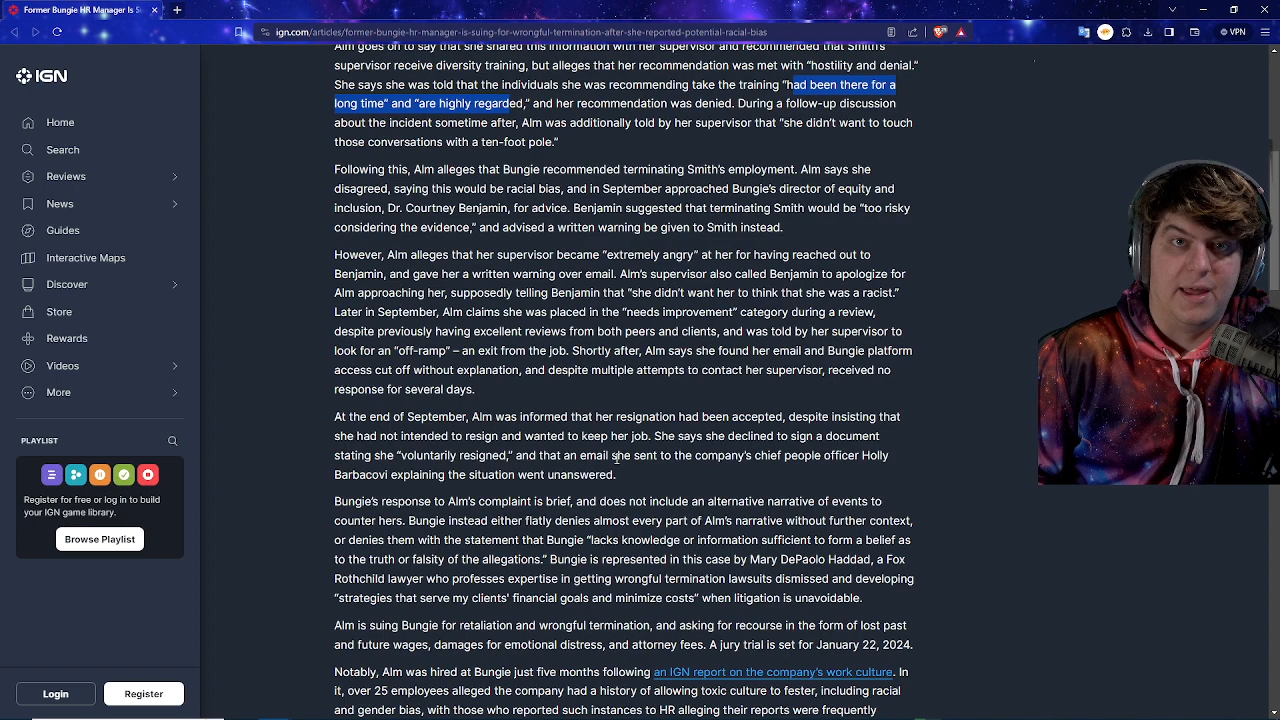 Former Bungie HR Manager Is S
ign.com/articles/former-bungie-hr-manager-is-suing-for-wrongful-termination-after-she-reported-potential-racial-bias
VPN
IGN
Home
Search
Reviews
News
Guides
Interactive Maps
Discover
Store
Rewards
Videos
More
PLAYLIST
Register for free or log in to build
your IGN game library.
Browse Playlist
Login
Register
Alm goes on to say that she shared this information with her supervisor and recommended that Smith's
supervisor receive diversity training, but alleges that her recommendation was met with “hostility and denial.”
She says she was told that the individuals she was recommending take the training “had been there for a
long time” and “are highly regarded,” and her recommendation was denied. During a follow-up discussion
about the incident sometime after, Alm was additionally told by her supervisor that “she didn’t want to touch
those conversations with a ten-foot pole.”
Following this, Alm alleges that Bungie recommended terminating Smith’s employment. Alm says she
disagreed, saying this would be racial bias, and in September approached Bungie’s director of equity and
inclusion, Dr. Courtney Benjamin, for advice. Benjamin suggested that terminating Smith would be “too risky
considering the evidence,” and advised a written warning be given to Smith instead.
However, Alm alleges that her supervisor became “extremely angry” at her for having reached out to
Benjamin, and gave her a written warning over email. Alm’s supervisor also called Benjamin to apologize for
Alm approaching her, supposedly telling Benjamin that “she didn’t want her to think that she was a racist.”
Later in September, Alm claims she was placed in the “needs improvement” category during a review,
despite previously having excellent reviews from both peers and clients, and was told by her supervisor to
look for an “off-ramp” – an exit from the job. Shortly after, Alm says she found her email and Bungie platform
access cut off without explanation, and despite multiple attempts to contact her supervisor, received no
response for several days.
At the end of September, Alm was informed that her resignation had been accepted, despite insisting that
she had not intended to resign and wanted to keep her job. She says she declined to sign a document
stating she “voluntarily resigned,” and that an email she sent to the company’s chief people officer Holly
Barbacovi explaining the situation went unanswered.
Bungie’s response to Alm’s complaint is brief, and does not include an alternative narrative of events to
counter hers. Bungie instead either flatly denies almost every part of Alm’s narrative without further context,
or denies them with the statement that Bungie “lacks knowledge or information sufficient to form a belief as
to the truth or falsity of the allegations.” Bungie is represented in this case by Mary DePaolo Haddad, a Fox
Rothchild lawyer who professes expertise in getting wrongful termination lawsuits dismissed and developing
“strategies that serve my clients' financial goals and minimize costs” when litigation is unavoidable.
Alm is suing Bungie for retaliation and wrongful termination, and asking for recourse in the form of lost past
and future wages, damages for emotional distress, and attorney fees. A jury trial is set for January 22, 2024.
Notably, Alm was hired at Bungie just five months following an IGN report on the company’s work culture. In
it, over 25 employees alleged the company had a history of allowing toxic culture to fester, including racial
and gender bias, with those who reported such instances to HR alleging their reports were frequently